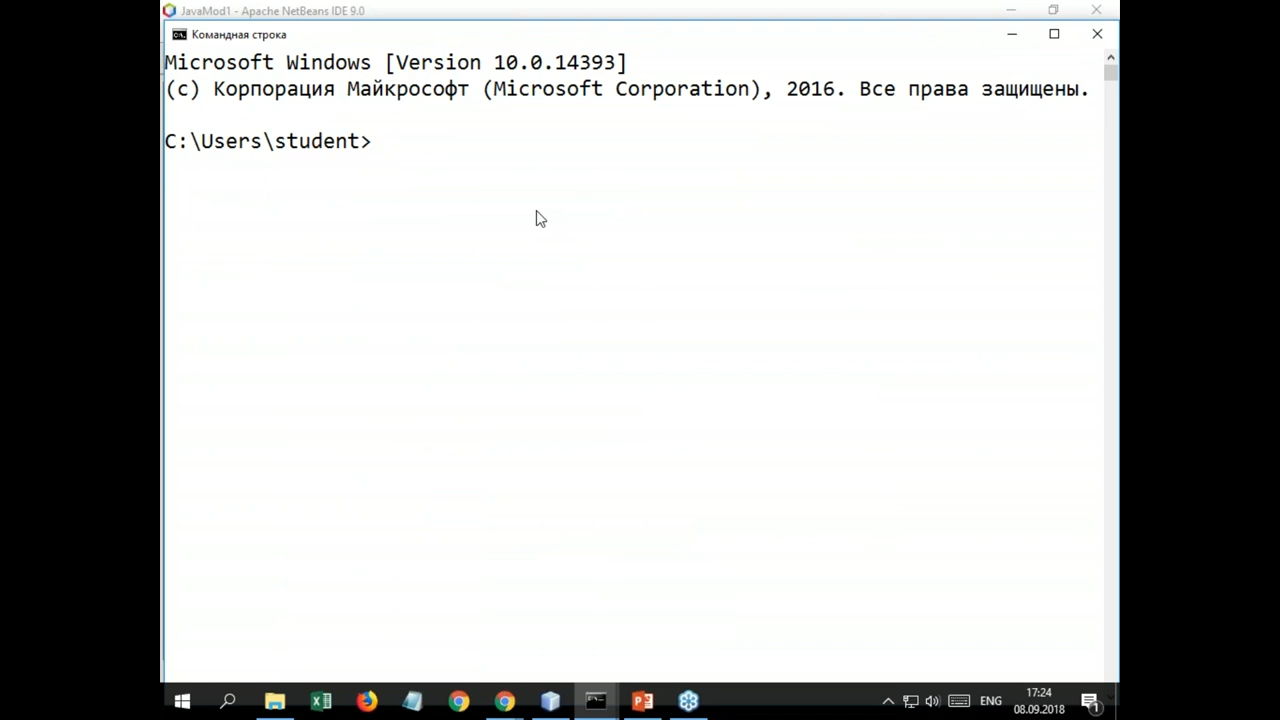 JavaMod1 - Apache NetBeans IDE 9.0
Командная строка
Microsoft Windows [Version 10.0.14393]
(c) Корпорация Майкрософт (Microsoft Corporation), 2016. Все права защищены.
C:\Users\student>
ENG
17:24
08.09.2018
1